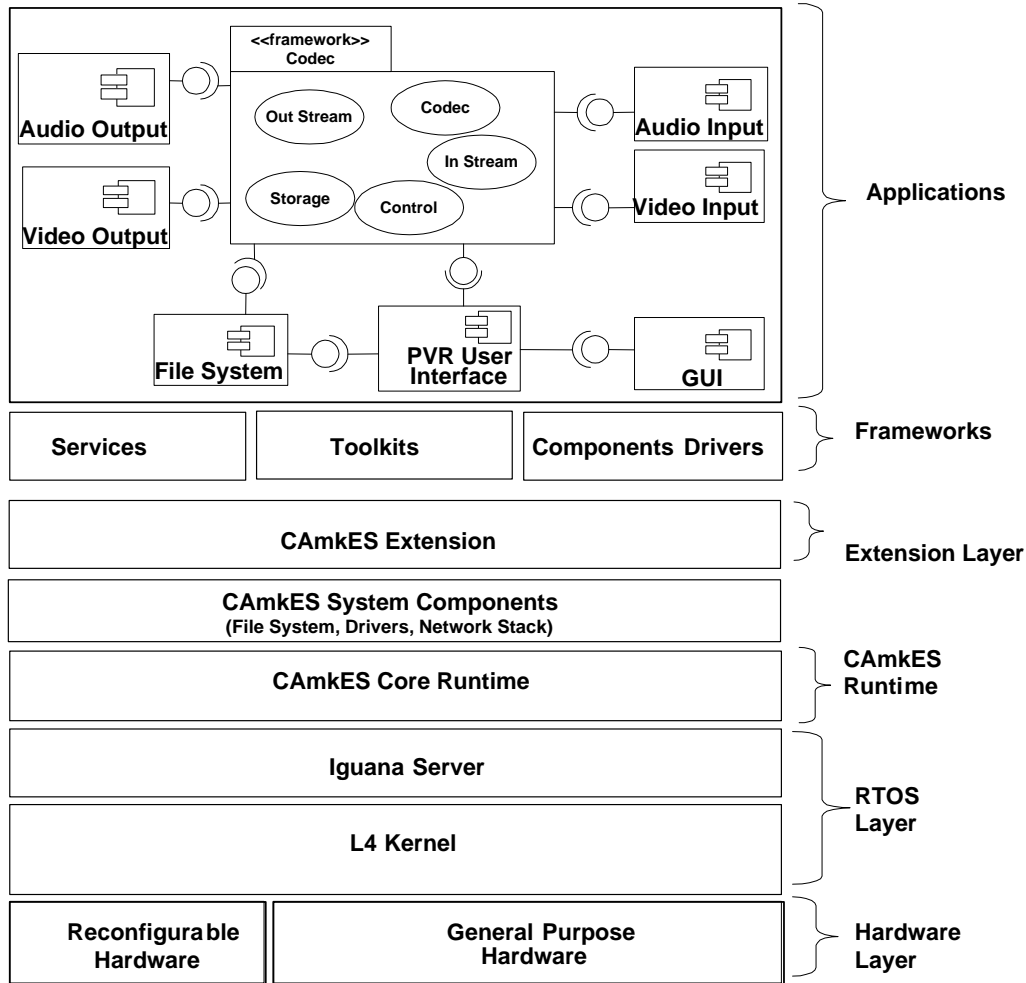 <<framework>>
Codec
Audio Output
Out Stream
Codec
Audio Input
In Stream
Video Output
Storage
Control
Video Input
Applications
File System
PVR User
Interface
GUI
Services
Toolkits
Components Drivers
Frameworks
CAmkES Extension
Extension Layer
CAmkES System Components
(File System, Drivers, Network Stack)
CAmkES Core Runtime
CAmkES
Runtime
Iguana Server
L4 Kernel
RTOS
Layer
Reconfigurable
Hardware
General Purpose
Hardware
Hardware
Layer